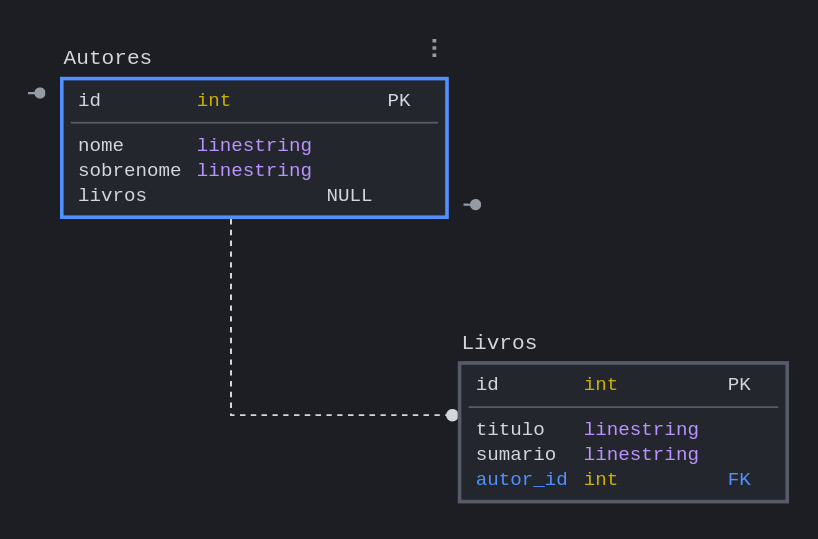 Autores
id int PK
nome linestring
sobrenome linestring
livros NULL
Livros
id int PK
titulo linestring
sumario linestring
autor_id int FK